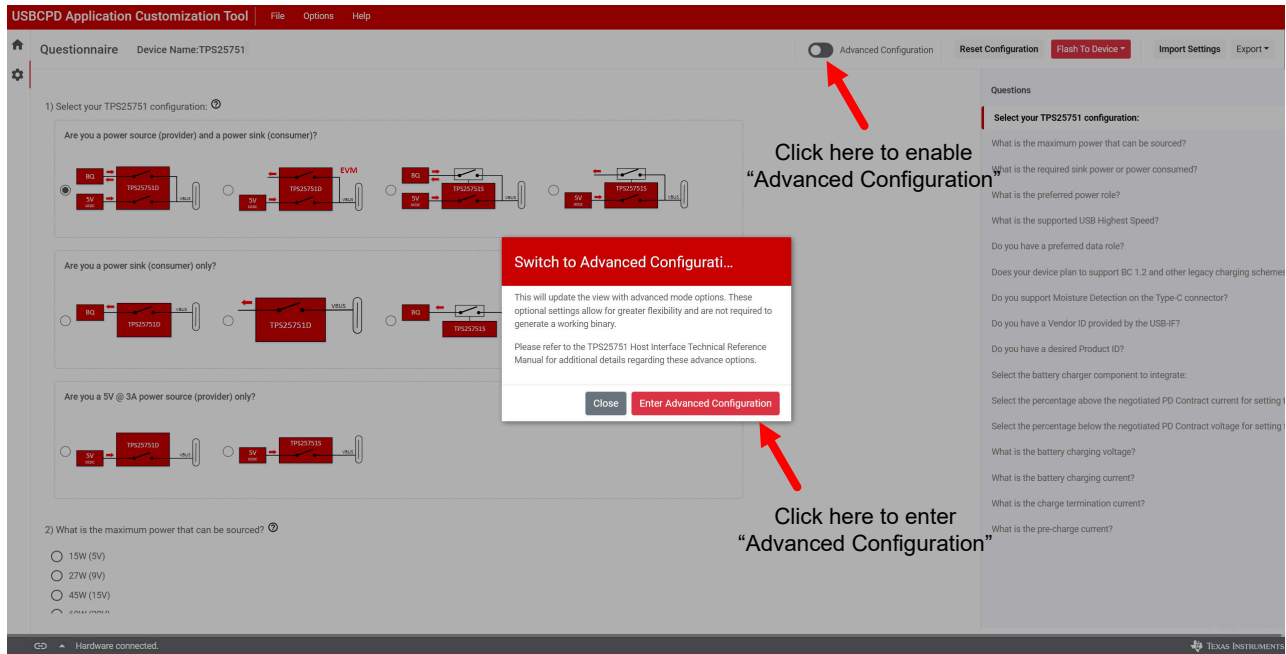 USBCPD Application Customization Tool
File Options Help
Questionnaire Device Name:TPS25751
Advanced Configuration
Reset Configuration
Flash To Device
Import Settings
Export
1) Select your TPS25751 configuration:
Are you a power source (provider) and a power sink (consumer)?
BQ
TPS25751D
5V
DCDC
VBUS
EVM
TPS25751D
5V
DCDC
VBUS
BQ
TPS25751S
5V
DCDC
VBUS
TPS25751S
5V
DCDC
VBUS
Are you a power sink (consumer) only?
BQ
TPS25751D
VBUS
TPS25751D
VBUS
BQ
TPS25751S
Are you a 5V @ 3A power source (provider) only?
TPS25751D
5V
DCDC
VBUS
TPS25751S
5V
DCDC
VBUS
2) What is the maximum power that can be sourced?
15W (5V)
27W (9V)
45W (15V)
Click here to enable
“Advanced Configuration”
Switch to Advanced Configurati...
This will update the view with advanced mode options. These
optional settings allow for greater flexibility and are not required to
generate a working binary.
Please refer to the TPS25751 Host Interface Technical Reference
Manual for additional details regarding these advance options.
Close
Enter Advanced Configuration
Click here to enter
“Advanced Configuration”
Questions
Select your TPS25751 configuration:
What is the maximum power that can be sourced?
What is the required sink power or power consumed?
What is the preferred power role?
What is the supported USB Highest Speed?
Do you have a preferred data role?
Does your device plan to support BC 1.2 and other legacy charging schemes
Do you support Moisture Detection on the Type-C connector?
Do you have a Vendor ID provided by the USB-IF?
Do you have a desired Product ID?
Select the battery charger component to integrate:
Select the percentage above the negotiated PD Contract current for setting
Select the percentage below the negotiated PD Contract voltage for setting
What is the battery charging voltage?
What is the battery charging current?
What is the charge termination current?
What is the pre-charge current?
Hardware connected.
TEXAS INSTRUMENTS